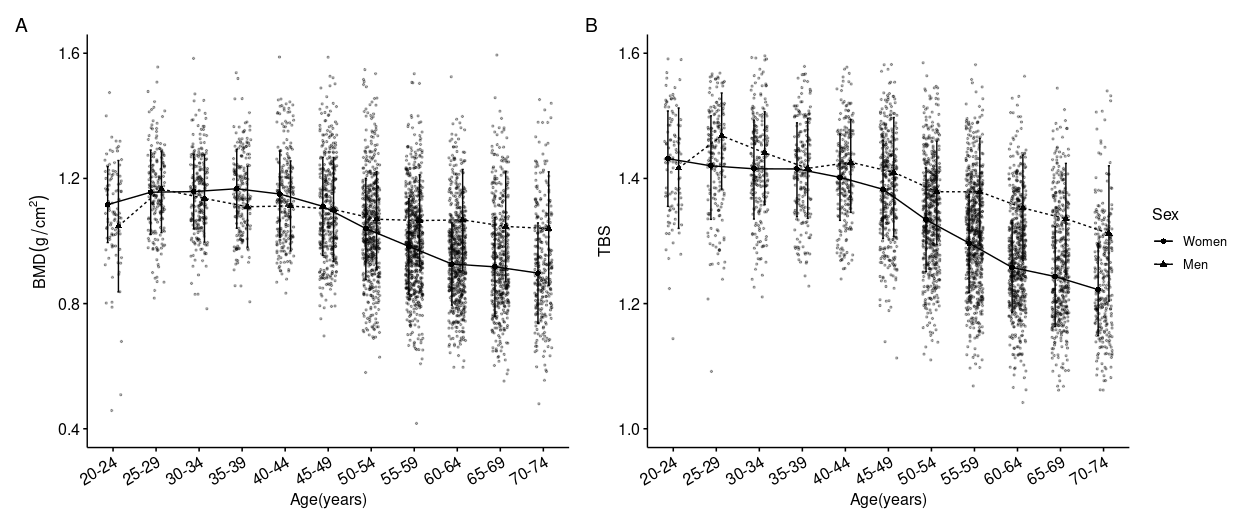 A
1.6
1.2
0.8
0.4
BMD(g/cm²)
20-24 25-29 30-34 35-39 40-44 45-49 50-54 55-59 60-64 65-69 70-74
Age(years)
B
1.6
1.4
1.2
1.0
TBS
20-24 25-29 30-34 35-39 40-44 45-49 50-54 55-59 60-64 65-69 70-74
Age(years)
Sex
Women
Men